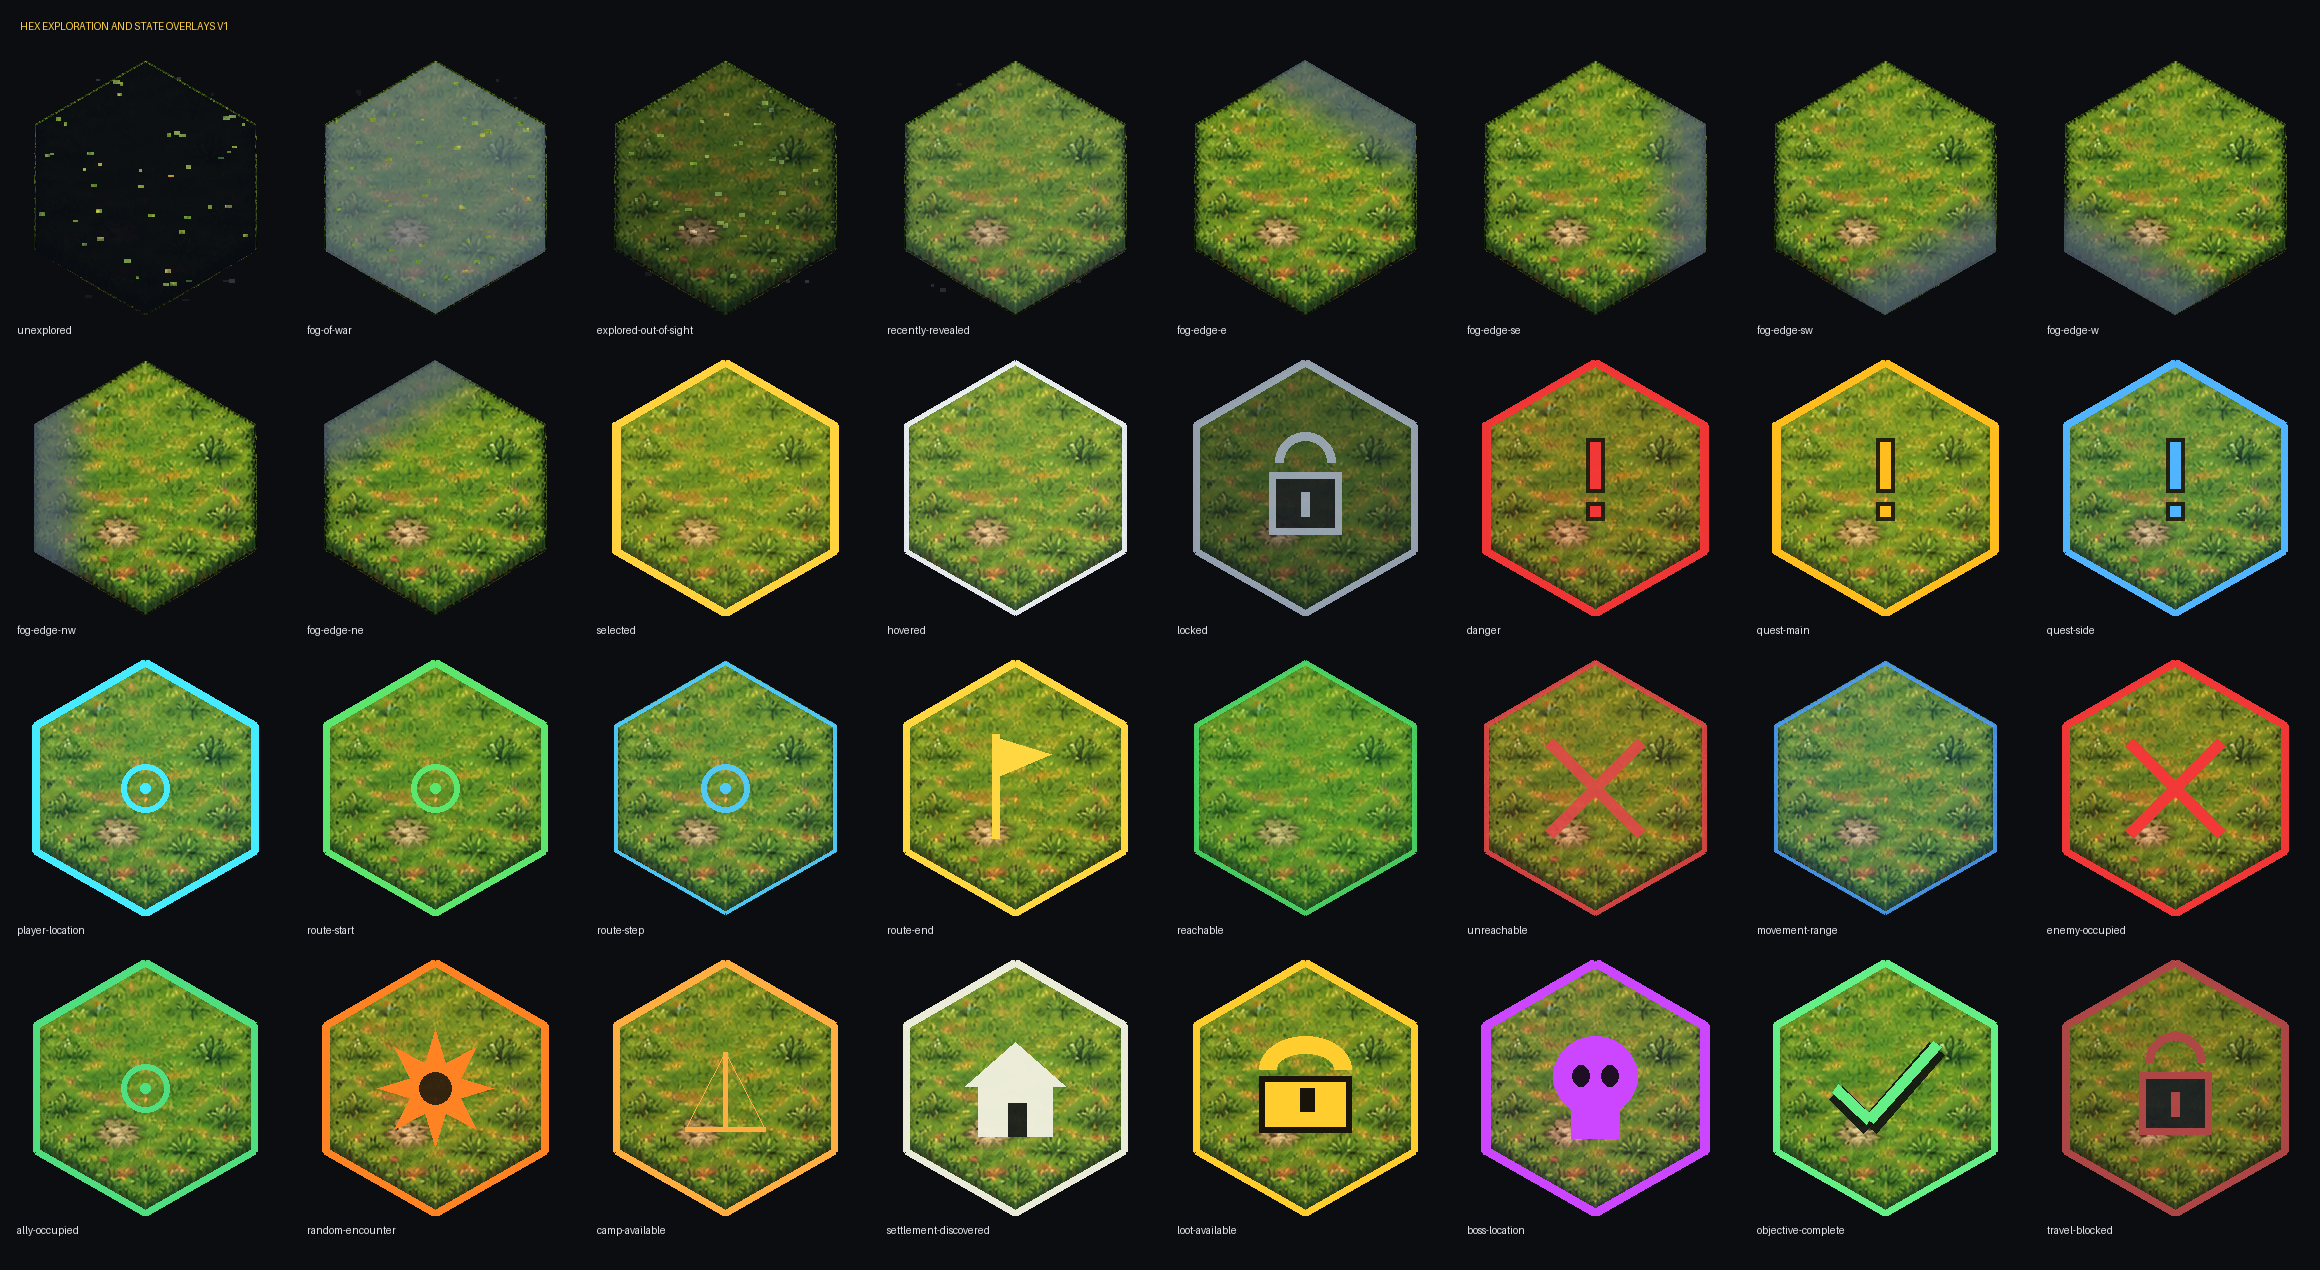 HEX EXPLORATION AND STATE OVERLAYS V1
unexplored
fog-of-war
explored-out-of-sight
recently-revealed
fog-edge-e
fog-edge-se
fog-edge-sw
fog-edge-w
fog-edge-nw
fog-edge-ne
selected
hovered
locked
danger
quest-main
quest-side
player-location
route-start
route-step
route-end
reachable
unreachable
movement-range
enemy-occupied
ally-occupied
random-encounter
camp-available
settlement-discovered
loot-available
boss-location
objective-complete
travel-blocked